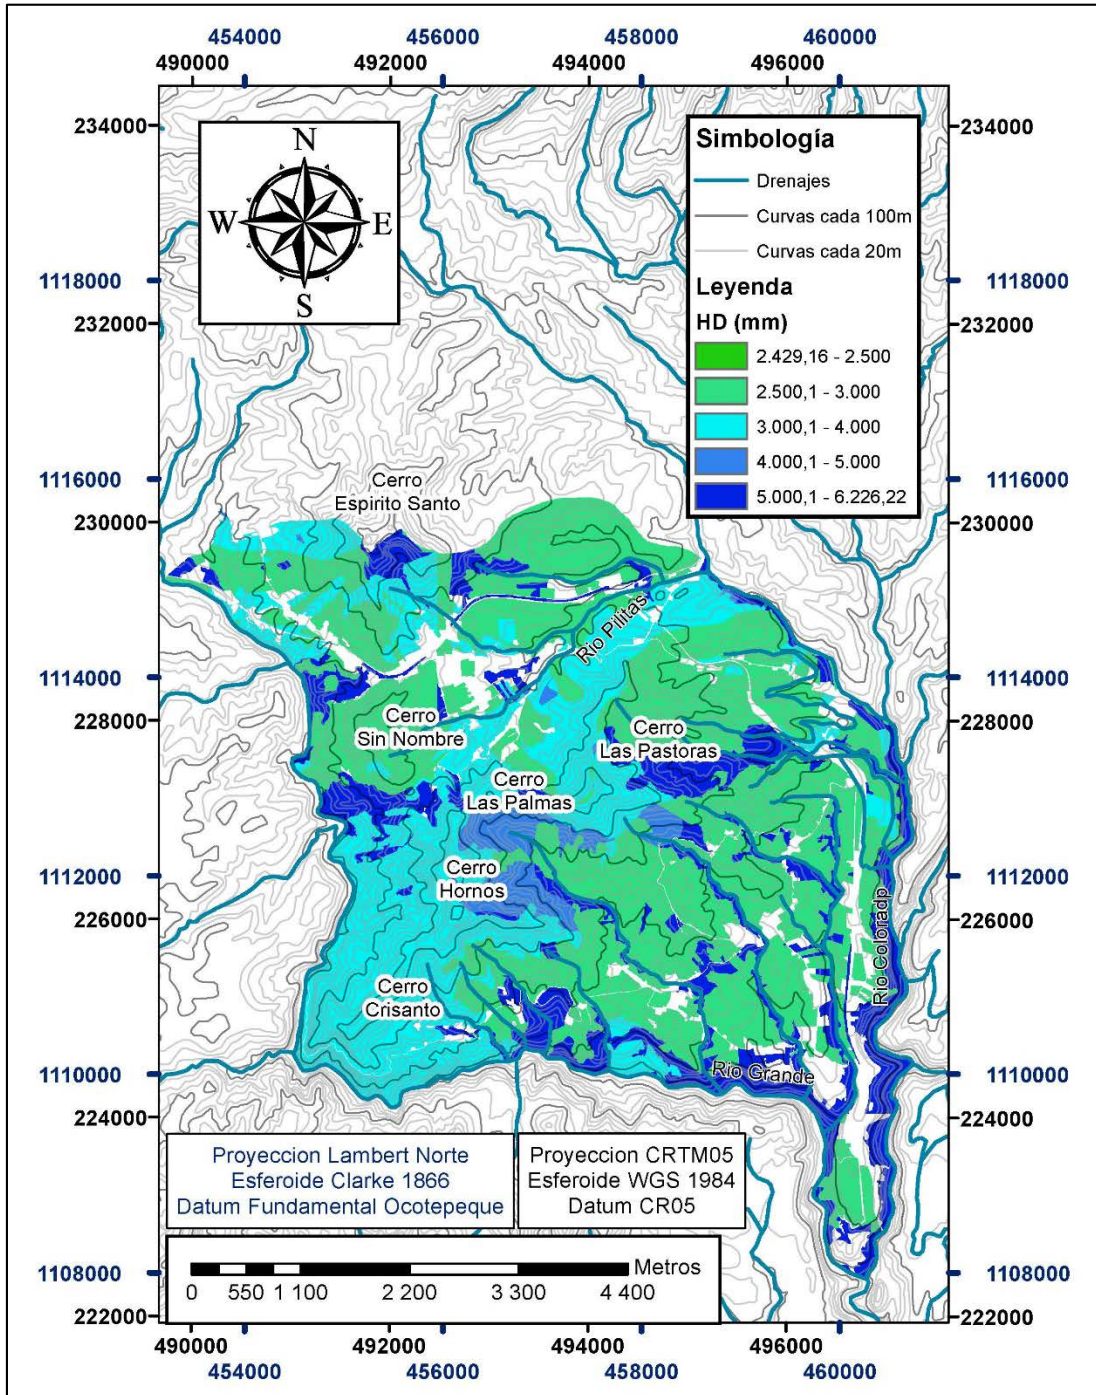 454000 456000 458000 460000
490000 492000 494000 496000
234000 234000
N
W E
S
Simbología
Drenajes
Curvas cada 100m
Curvas cada 20m
Leyenda
HD (mm)
2.429,16 - 2.500
2.500,1 - 3.000
3.000,1 - 4.000
4.000,1 - 5.000
5.000,1 - 6.226,22
1118000 1118000
232000 232000
1116000 1116000
230000 230000
Cerro
Espirito Santo
Rio Pilitas
1114000 1114000
228000 228000
Cerro
Sin Nombre
Cerro
Las Pastoras
Cerro
Las Palmas
1112000 1112000
Cerro
Hornos
226000 226000
Rio Coloradp
Cerro
Crisanto
1110000 1110000
Rio Grande
224000 224000
Proyeccion Lambert Norte
Esferoide Clarke 1866
Datum Fundamental Ocotepeque
Proyeccion CRTM05
Esferoide WGS 1984
Datum CR05
Metros
0 550 1 100 2 200 3 300 4 400
1108000 1108000
222000 222000
490000 492000 494000 496000
454000 456000 458000 460000